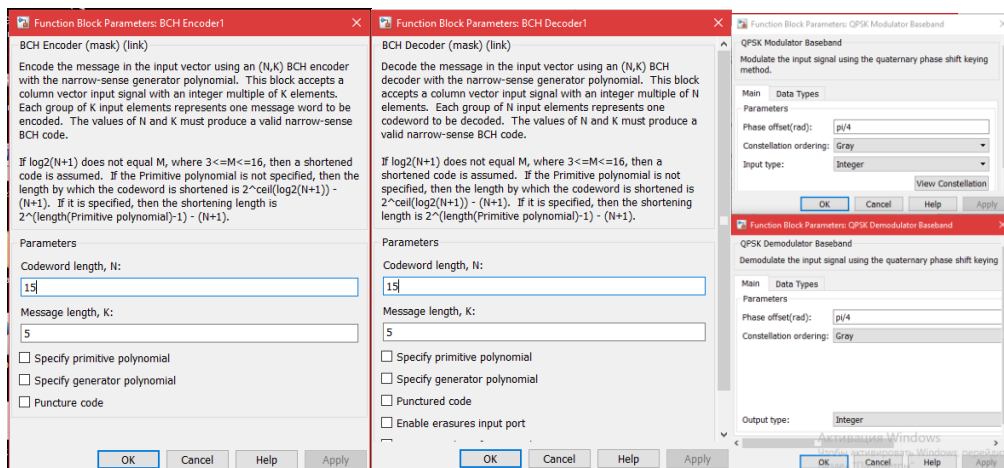 Function Block Parameters: BCH Encoder1
BCH Encoder (mask) (link)
Encode the message in the input vector using an (N,K) BCH encoder
with the narrow-sense generator polynomial. This block accepts a
column vector input signal with an integer multiple of K elements.
Each group of K input elements represents one message word to be
encoded. The values of N and K must produce a valid narrow-sense
BCH code.
If log2(N+1) does not equal M, where 3<=M<=16, then a shortened
code is assumed. If the Primitive polynomial is not specified, then the
length by which the codeword is shortened is 2^ceil(log2(N+1)) -
(N+1). If it is specified, then the shortening length is
2^(length(Primitive polynomial)-1) - (N+1).
Parameters
Codeword length, N:
15
Message length, K:
5
Specify primitive polynomial
Specify generator polynomial
Puncture code
OK Cancel Help Apply
Function Block Parameters: BCH Decoder1
BCH Decoder (mask) (link)
Decode the message in the input vector using an (N,K) BCH
decoder with the narrow-sense generator polynomial. This block
accepts a column vector input signal with an integer multiple of N
elements. Each group of N input elements represents one
codeword to be decoded. The values of N and K must produce a
valid narrow-sense BCH code.
If log2(N+1) does not equal M, where 3<=M<=16, then a
shortened code is assumed. If the Primitive polynomial is not
specified, then the length by which the codeword is shortened is
2^ceil(log2(N+1)) - (N+1). If it is specified, then the shortening
length is 2^(length(Primitive polynomial)-1) - (N+1).
Parameters
Codeword length, N:
15
Message length, K:
5
Specify primitive polynomial
Specify generator polynomial
Punctured code
Enable erasures input port
OK Cancel Help Apply
Function Block Parameters: QPSK Modulator Baseband
QPSK Modulator Baseband
Modulate the input signal using the quaternary phase shift keying
method.
Main Data Types
Parameters
Phase offset(rad): pi/4
Constellation ordering: Gray
Input type: Integer
View Constellation
OK Cancel Help Apply
Function Block Parameters: QPSK Demodulator Baseband
QPSK Demodulator Baseband
Demodulate the input signal using the quaternary phase shift keying
Main Data Types
Parameters
Phase offset(rad): pi/4
Constellation ordering: Gray
Output type: Integer
Активация Windows
Чтобы активировать Windows, перей
OK Cancel Help Apply